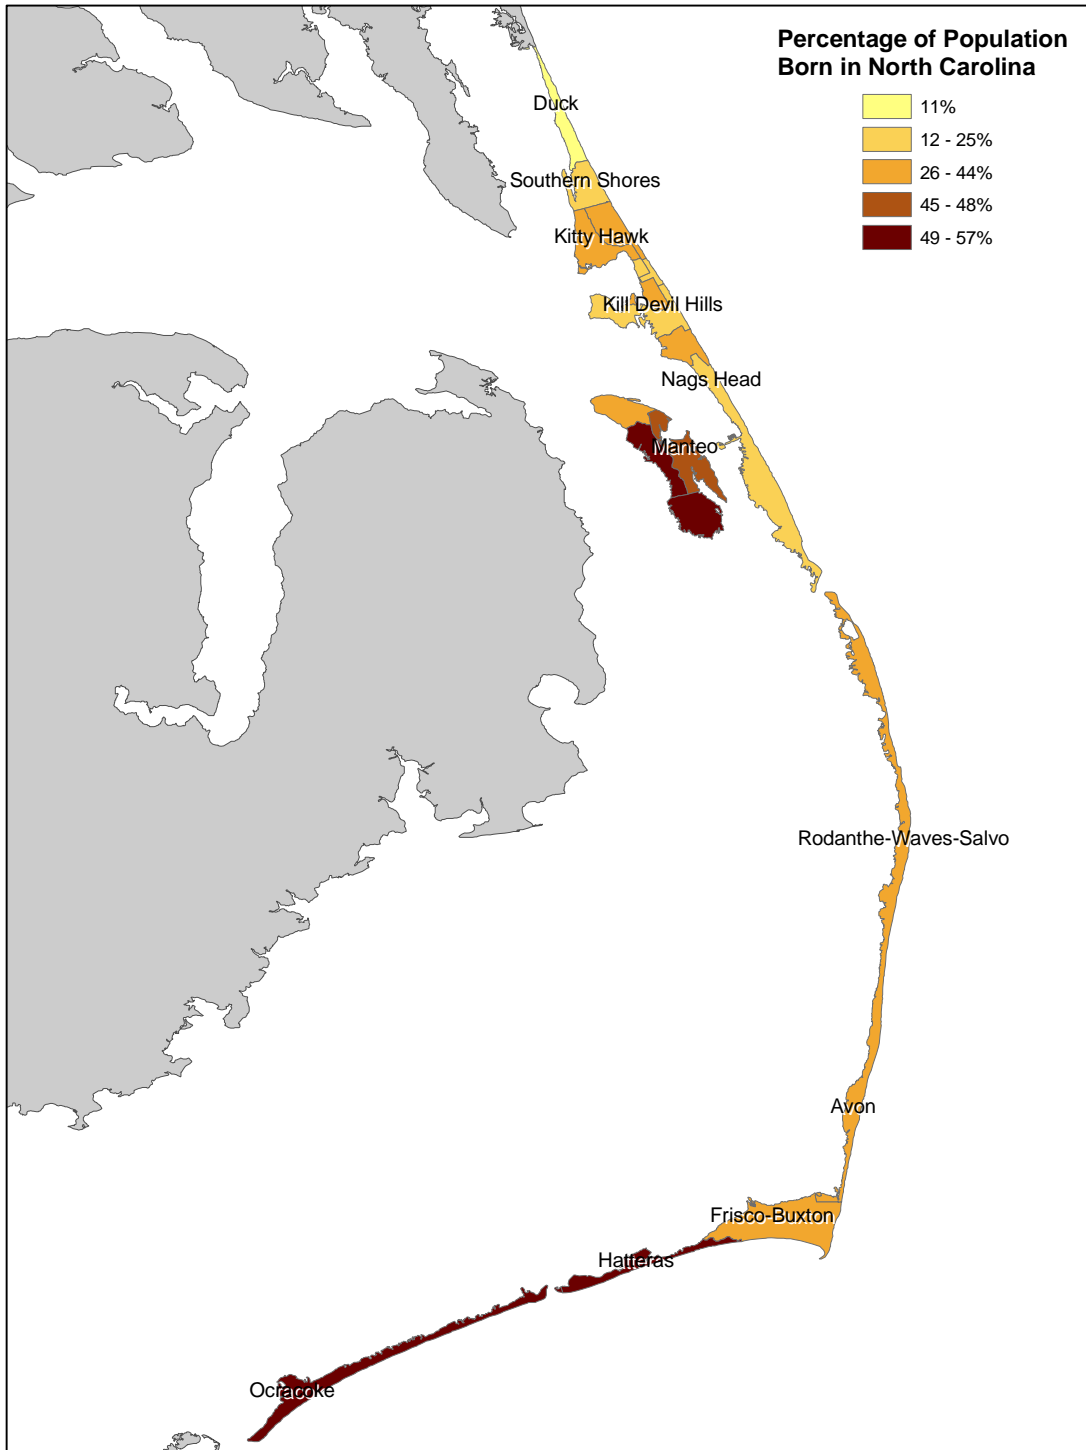 Percentage of Population
Born in North Carolina
11%
12 - 25%
26 - 44%
45 - 48%
49 - 57%
Duck
Southern Shores
Kitty Hawk
Kill Devil Hills
Nags Head
Manteo
Rodanthe-Waves-Salvo
Avon
Frisco-Buxton
Hatteras
Ocracoke